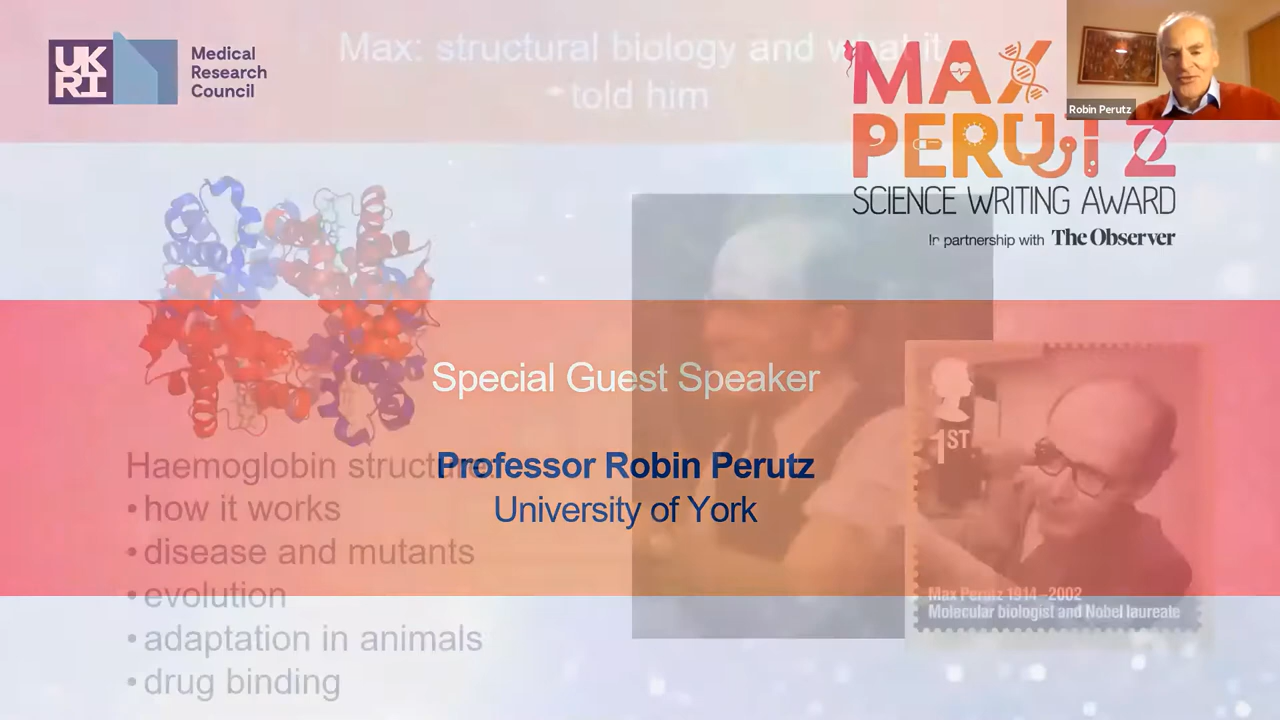 UK
RI
Medical
Research
Council
Max: structural biology and what it
told him
MAX
PERUTZ
SCIENCE WRITING AWARD
In partnership with The Observer
Robin Perutz
Special Guest Speaker
Professor Robin Perutz
University of York
Haemoglobin structure:
• how it works
• disease and mutants
• evolution
• adaptation in animals
• drug binding
1ST
Max Perutz 1914–2002
Molecular biologist and Nobel laureate